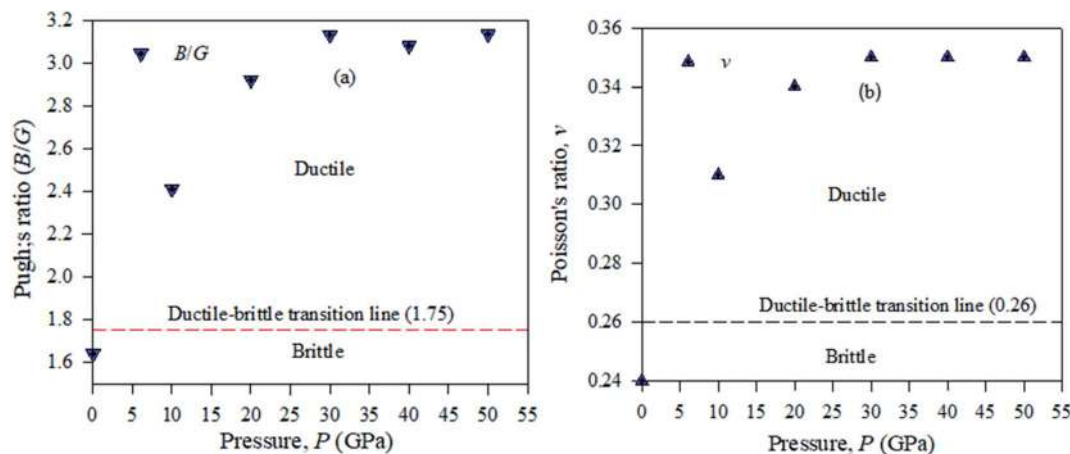 3.2
3.0
2.8
2.6
2.4
2.2
2.0
1.8
1.6
Pugh;s ratio (B/G)
B/G
(a)
Ductile
Ductile-brittle transition line (1.75)
Brittle
0 5 10 15 20 25 30 35 40 45 50 55
Pressure, P (GPa)
0.36
0.34
0.32
0.30
0.28
0.26
0.24
Poisson's ratio, v
v
(b)
Ductile
Ductile-brittle transition line (0.26)
Brittle
0 5 10 15 20 25 30 35 40 45 50 55
Pressure, P (GPa)